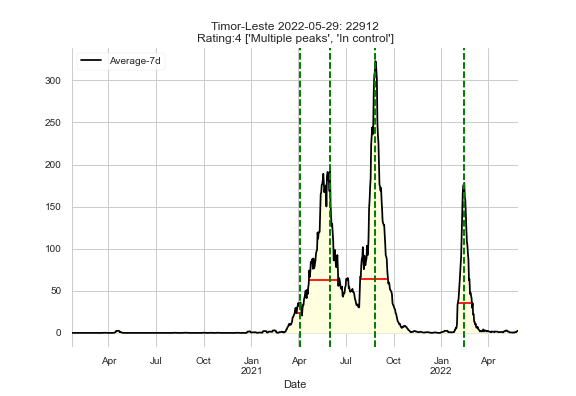 Timor-Leste 2022-05-29: 22912
Rating:4 ['Multiple peaks', 'In control']
Average-7d
300
250
200
150
100
50
0
Apr Jul Oct Jan Apr Jul Oct Jan Apr
2021 2022
Date